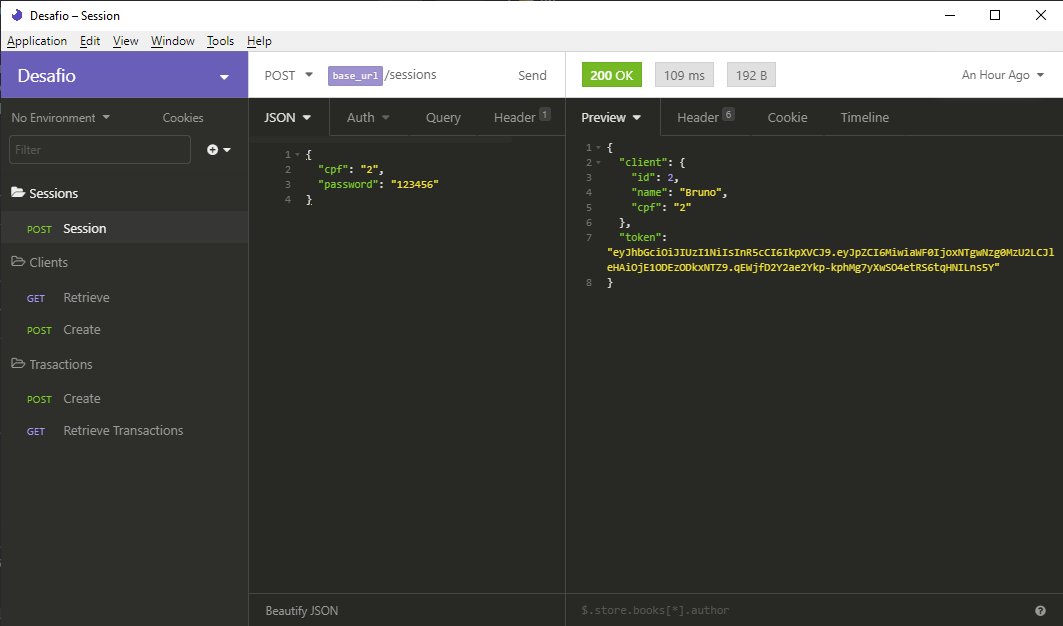 Desafio – Session
Application Edit View Window Tools Help
Desafio
POST base_url/sessions Send
200 OK 109 ms 192 B An Hour Ago
No Environment Cookies
JSON Auth Query Header 1
Preview Header 6 Cookie Timeline
Filter
Sessions
POST Session
Clients
GET Retrieve
POST Create
Trasactions
POST Create
GET Retrieve Transactions
1 {
2 "cpf": "2",
3 "password": "123456"
4 }
Beautify JSON
1 {
2 "client": {
3 "id": 2,
4 "name": "Bruno",
5 "cpf": "2"
6 },
7 "token":
"eyJhbGciOiJIUzI1NiIsInR5cCI6IkpXVCJ9.eyJpZCI6MiwiaWF0IjoxNTgwNzg0MzU2LCJl
eHAiOjE1ODEzODkxNTZ9.qEWjfD2Y2ae2Ykp-kphMg7yXwSO4etRS6tqHNILns5Y"
8 }
$.store.books[*].author